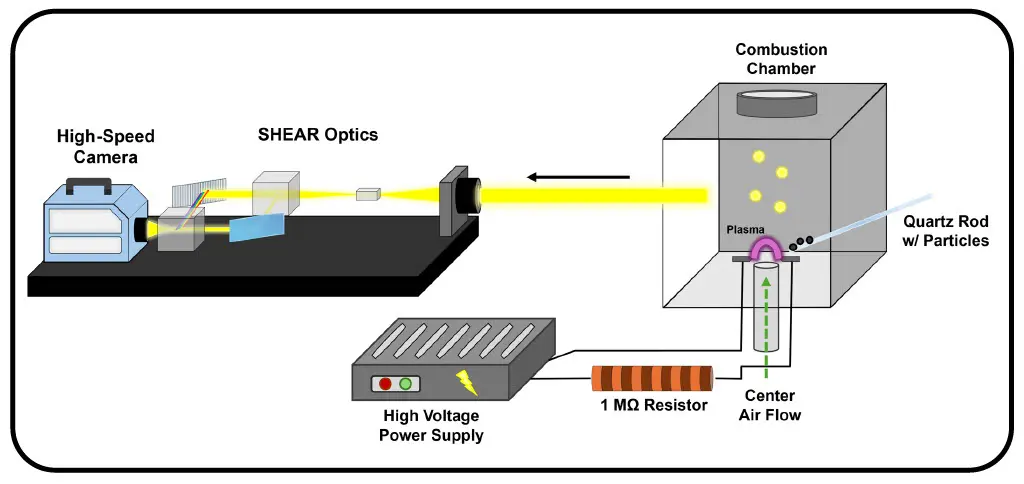 Combustion
Chamber
High-Speed
Camera
SHEAR Optics
Plasma
Quartz Rod
w/ Particles
High Voltage
Power Supply
1 MΩ Resistor
Center
Air Flow